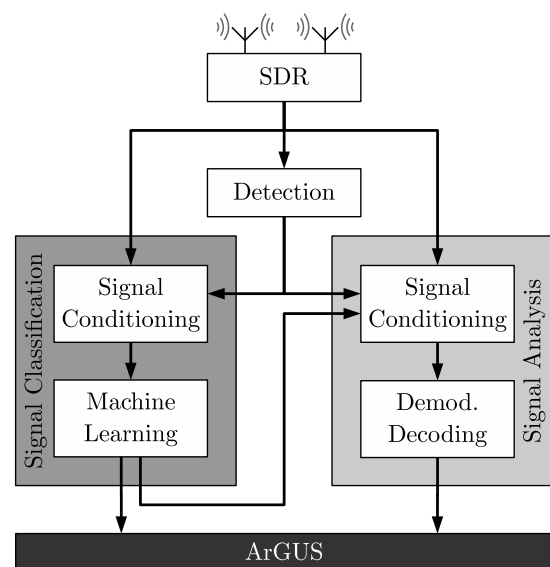 SDR
Detection
Signal Classification
Signal
Conditioning
Machine
Learning
Signal
Conditioning
Demod.
Decoding
Signal Analysis
ArGUS